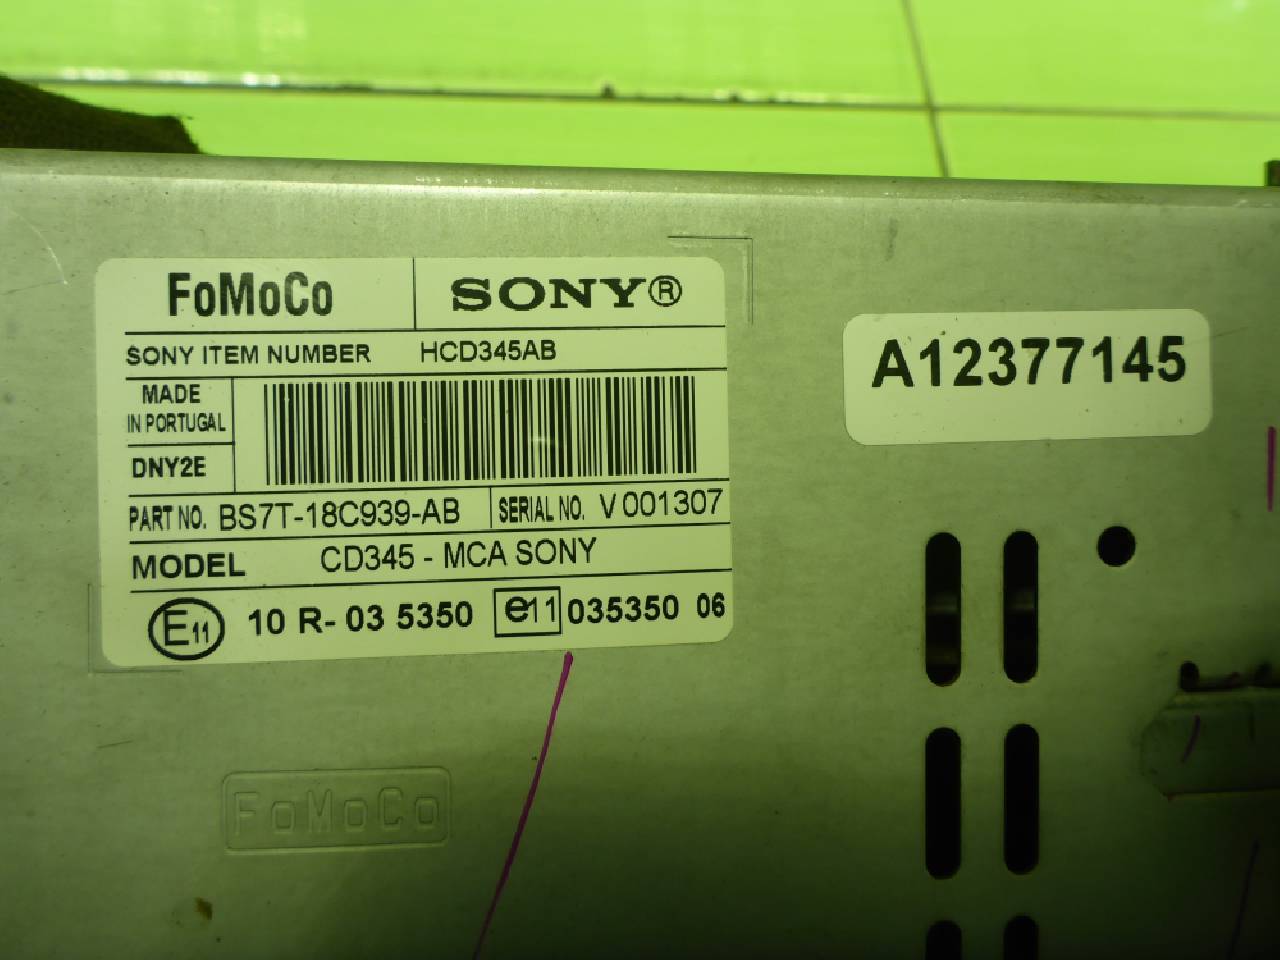 FoMoCo
SONY®
SONY ITEM NUMBER HCD345AB
MADE
IN PORTUGAL
DNY2E
PART NO. BS7T-18C939-AB
SERIAL NO. V 001307
MODEL CD345 - MCA SONY
E11 10 R- 03 5350 e11 035350 06
A12377145
FoMoCo